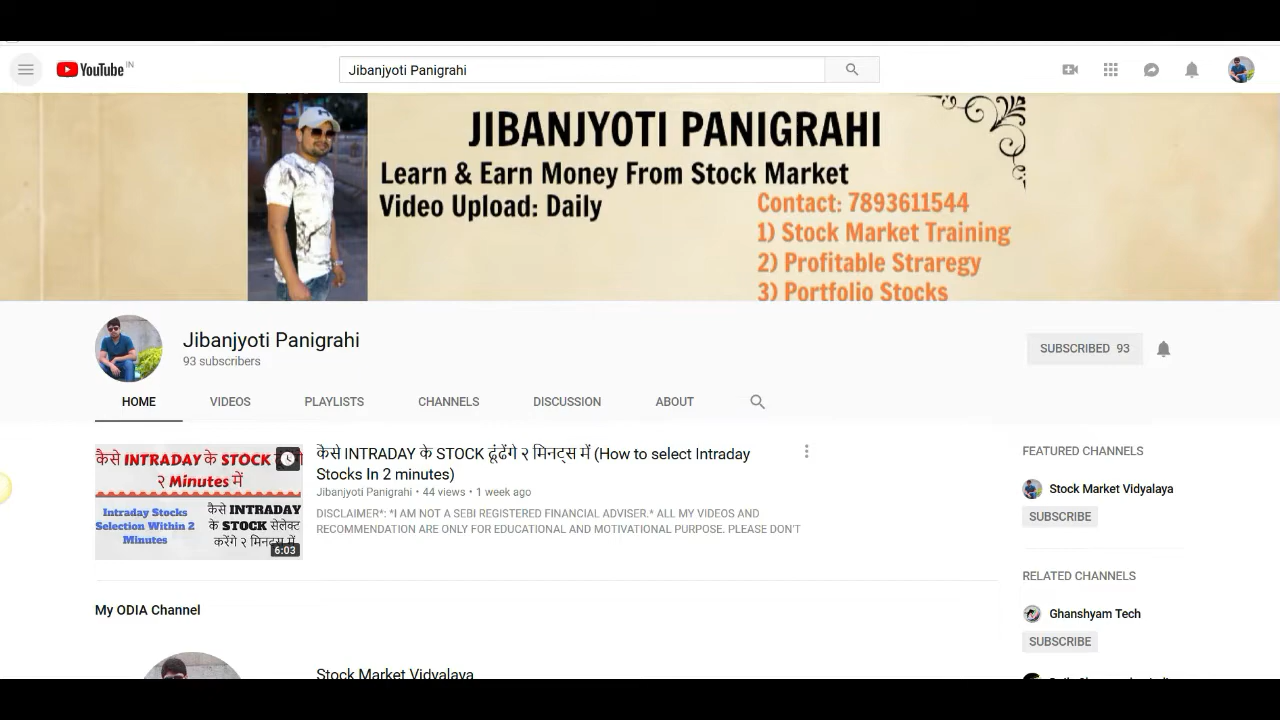 YouTube IN
Jibanjyoti Panigrahi
JIBANJYOTI PANIGRAHI
Learn & Earn Money From Stock Market
Video Upload: Daily
Contact: 7893611544
1) Stock Market Training
2) Profitable Straregy
3) Portfolio Stocks
Jibanjyoti Panigrahi
93 subscribers
SUBSCRIBED 93
HOME VIDEOS PLAYLISTS CHANNELS DISCUSSION ABOUT
कैसे INTRADAY के STOCK
२ Minutes में
Intraday Stocks
Selection Within 2
Minutes
कैसे INTRADAY
के STOCK सेलेक्ट
करेंगे २ मिनट्स में
6:03
कैसे INTRADAY के STOCK ढूंढेंगे २ मिनट्स में (How to select Intraday
Stocks In 2 minutes)
Jibanjyoti Panigrahi • 44 views • 1 week ago
DISCLAIMER*: *I AM NOT A SEBI REGISTERED FINANCIAL ADVISER.* ALL MY VIDEOS AND
RECOMMENDATION ARE ONLY FOR EDUCATIONAL AND MOTIVATIONAL PURPOSE. PLEASE DON'T
My ODIA Channel
Stock Market Vidyalaya
FEATURED CHANNELS
Stock Market Vidyalaya
SUBSCRIBE
RELATED CHANNELS
Ghanshyam Tech
SUBSCRIBE